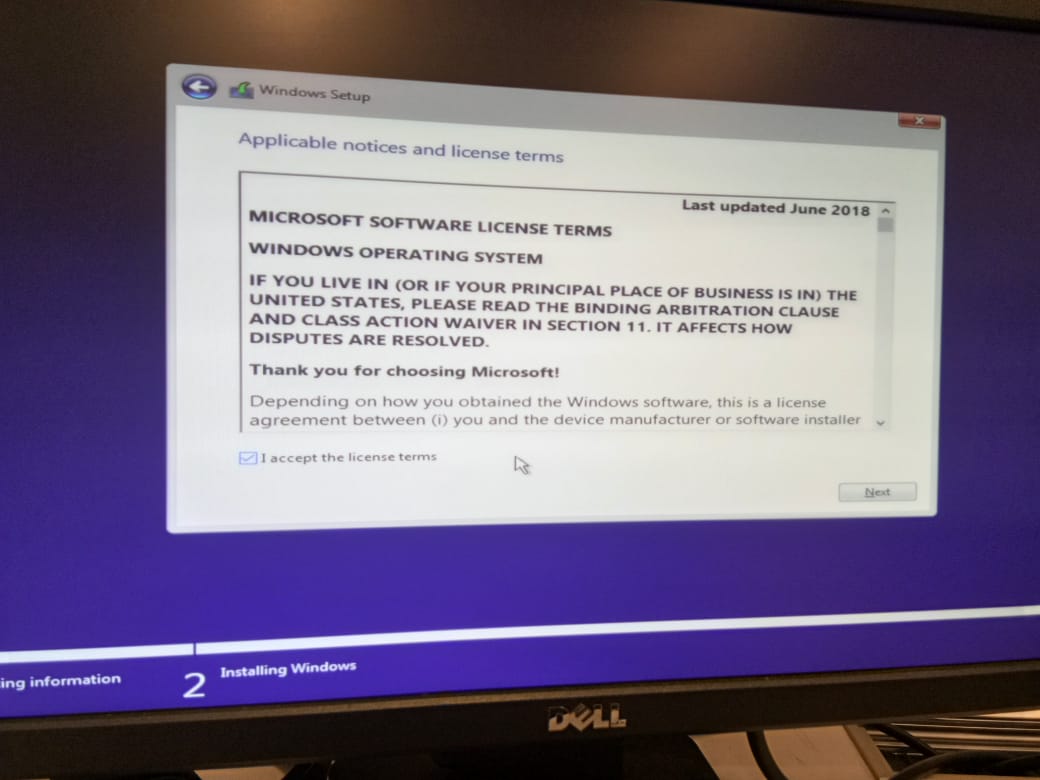 Windows Setup
Applicable notices and license terms
Last updated June 2018
MICROSOFT SOFTWARE LICENSE TERMS
WINDOWS OPERATING SYSTEM
IF YOU LIVE IN (OR IF YOUR PRINCIPAL PLACE OF BUSINESS IS IN) THE
UNITED STATES, PLEASE READ THE BINDING ARBITRATION CLAUSE
AND CLASS ACTION WAIVER IN SECTION 11. IT AFFECTS HOW
DISPUTES ARE RESOLVED.
Thank you for choosing Microsoft!
Depending on how you obtained the Windows software, this is a license
agreement between (i) you and the device manufacturer or software installer
I accept the license terms
Next
ing information
2 Installing Windows
DELL